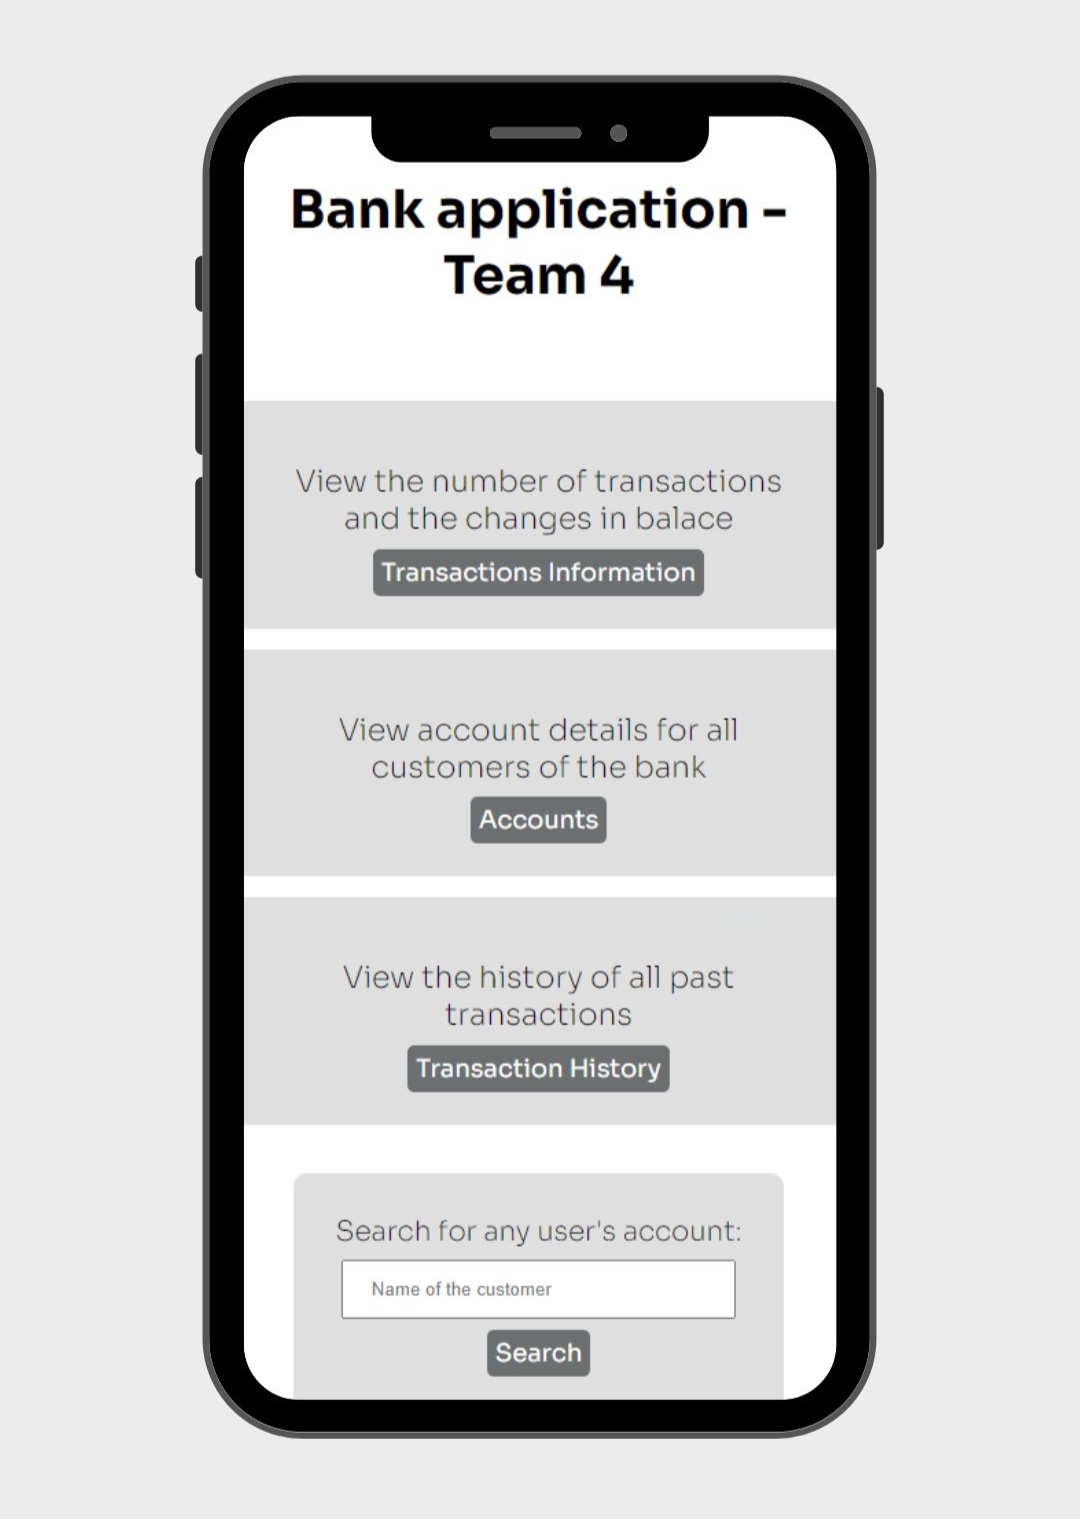 Bank application -
Team 4
View the number of transactions
and the changes in balace
Transactions Information
View account details for all
customers of the bank
Accounts
View the history of all past
transactions
Transaction History
Search for any user's account:
Name of the customer
Search